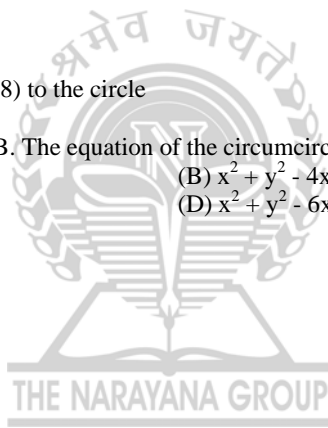 श्रमेव जयते
8) to the circle
B. The equation of the circumcirc
(B) x² + y² - 4x
(D) x² + y² - 6x
THE NARAYANA GROUP